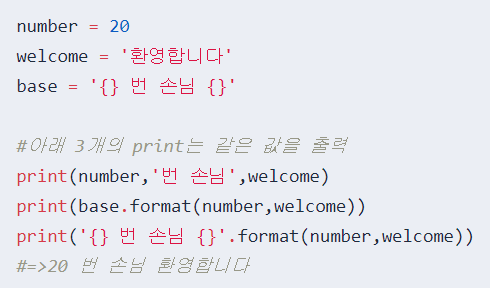 number = 20
welcome = '환영합니다'
base = '{} 번 손님 {}'
#아래 3개의 print는 같은 값을 출력
print(number,'번 손님',welcome)
print(base.format(number,welcome))
print('{} 번 손님 {}'.format(number,welcome))
#=>20 번 손님 환영합니다